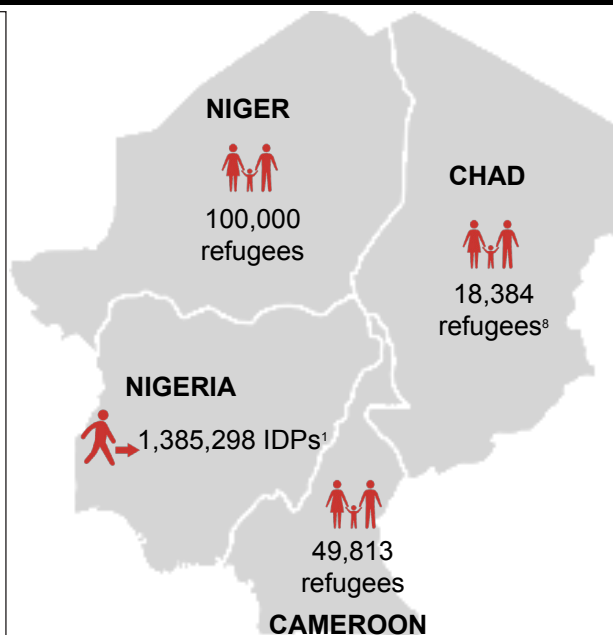 NIGER
100,000
refugees
CHAD
18,384
refugees⁸
NIGERIA
1,385,298 IDPs¹
49,813
refugees
CAMEROON